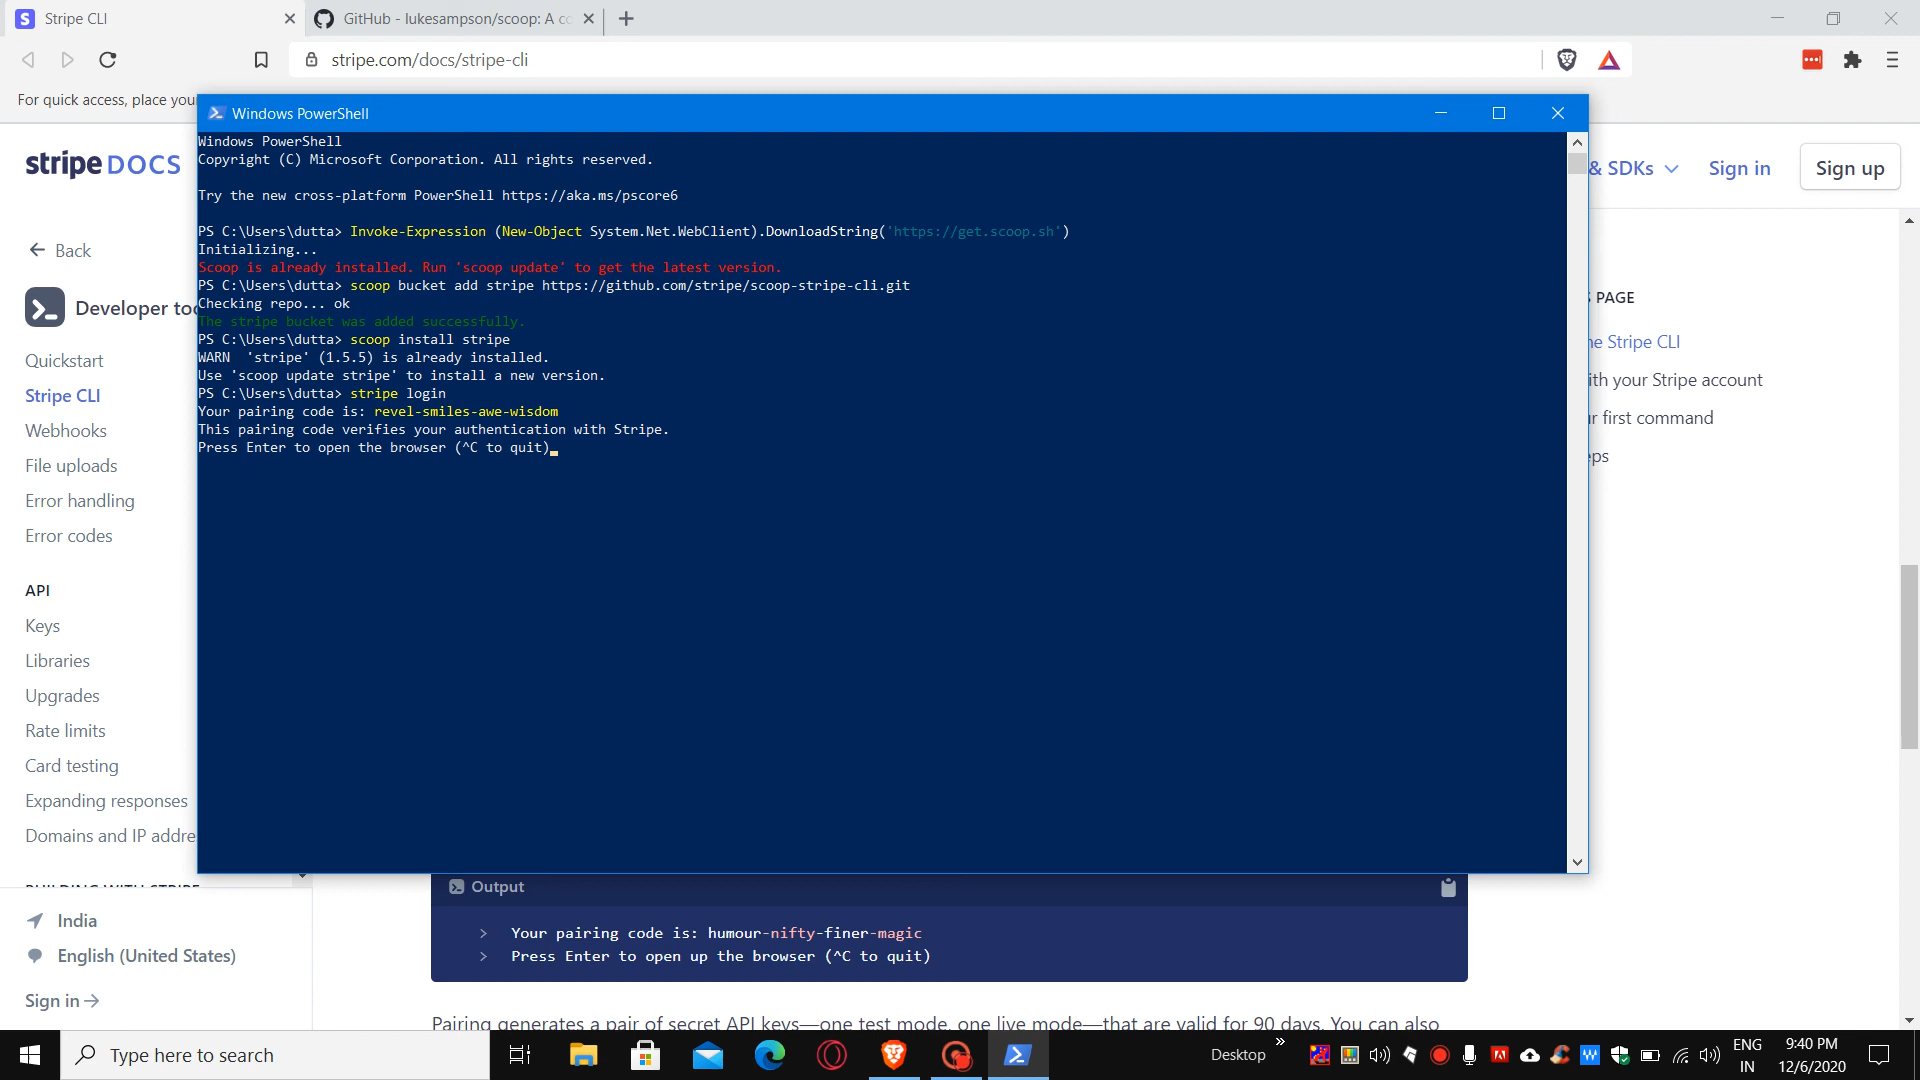 Stripe CLI
GitHub - lukesampson/scoop: A co
stripe.com/docs/stripe-cli
For quick access, place you
Windows PowerShell
Windows PowerShell
Copyright (C) Microsoft Corporation. All rights reserved.
Try the new cross-platform PowerShell https://aka.ms/pscore6
PS C:\Users\dutta> Invoke-Expression (New-Object System.Net.WebClient).DownloadString('https://get.scoop.sh')
Initializing...
Scoop is already installed. Run 'scoop update' to get the latest version.
PS C:\Users\dutta> scoop bucket add stripe https://github.com/stripe/scoop-stripe-cli.git
Checking repo... ok
The stripe bucket was added successfully.
PS C:\Users\dutta> scoop install stripe
WARN  'stripe' (1.5.5) is already installed.
Use 'scoop update stripe' to install a new version.
PS C:\Users\dutta> stripe login
Your pairing code is: revel-smiles-awe-wisdom
This pairing code verifies your authentication with Stripe.
Press Enter to open the browser (^C to quit)
stripe DOCS
& SDKs
Sign in
Sign up
Back
Developer too
Quickstart
Stripe CLI
Webhooks
File uploads
Error handling
Error codes
API
Keys
Libraries
Upgrades
Rate limits
Card testing
Expanding responses
Domains and IP addre
BUILDING WITH STRIPE
India
English (United States)
Sign in →
S PAGE
he Stripe CLI
ith your Stripe account
ur first command
eps
Output
> Your pairing code is: humour-nifty-finer-magic
> Press Enter to open up the browser (^C to quit)
Pairing generates a pair of secret API keys—one test mode, one live mode—that are valid for 90 days. You can also
Type here to search
Desktop
ENG
IN
9:40 PM
12/6/2020